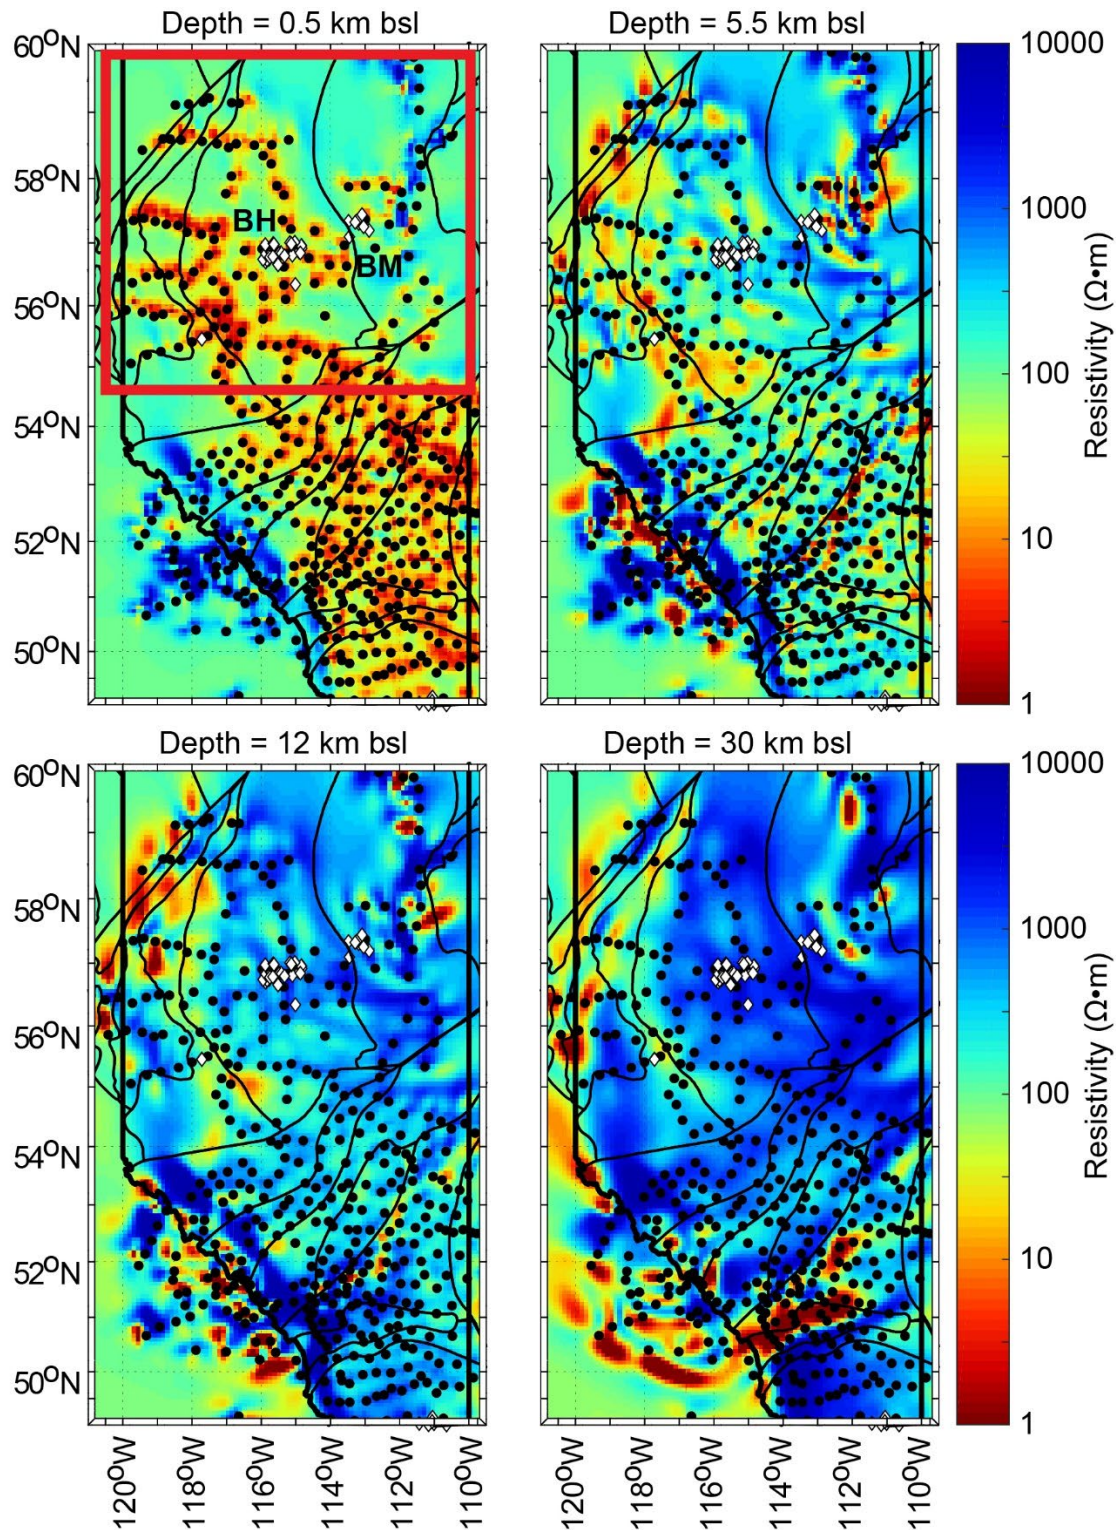 Depth = 0.5 km bsl
Depth = 5.5 km bsl
60°N
58°N
56°N
54°N
52°N
50°N
BH
BM
10000
1000
100
10
1
Resistivity (Ω•m)
Depth = 12 km bsl
Depth = 30 km bsl
60°N
58°N
56°N
54°N
52°N
50°N
10000
1000
100
10
1
Resistivity (Ω•m)
120°W
118°W
116°W
114°W
112°W
110°W
120°W
118°W
116°W
114°W
112°W
110°W